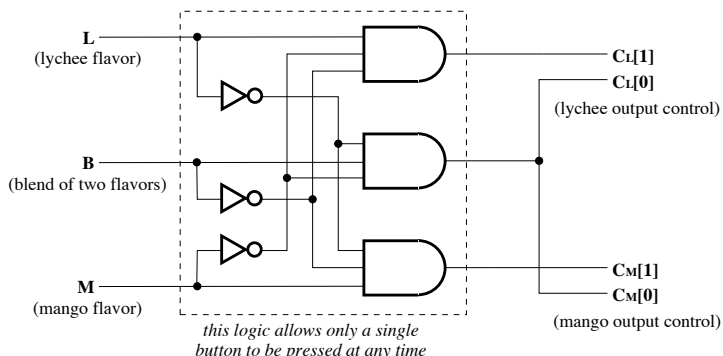 L
(lychee flavor)
B
(blend of two flavors)
M
(mango flavor)
CL[1]
CL[0]
(lychee output control)
CM[1]
CM[0]
(mango output control)
this logic allows only a single
button to be pressed at any time